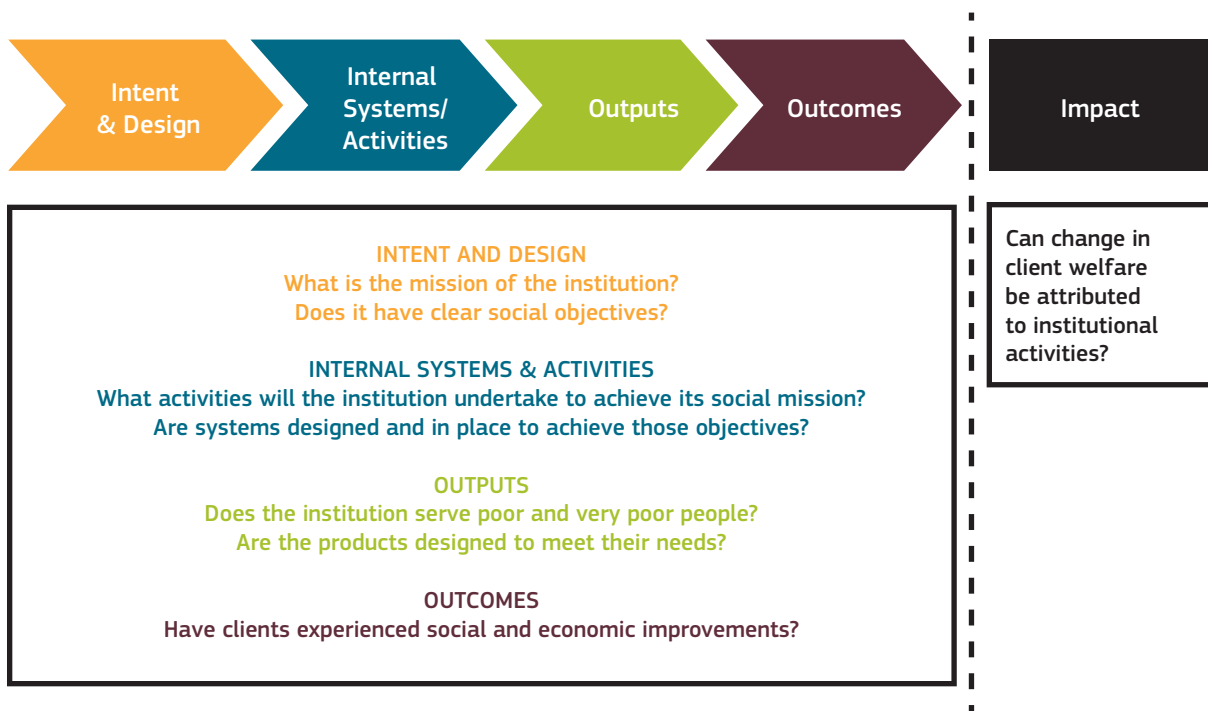 Intent
& Design
Internal
Systems/
Activities
Outputs
Outcomes
Impact
INTENT AND DESIGN
What is the mission of the institution?
Does it have clear social objectives?
INTERNAL SYSTEMS & ACTIVITIES
What activities will the institution undertake to achieve its social mission?
Are systems designed and in place to achieve those objectives?
OUTPUTS
Does the institution serve poor and very poor people?
Are the products designed to meet their needs?
OUTCOMES
Have clients experienced social and economic improvements?
Can change in
client welfare
be attributed
to institutional
activities?